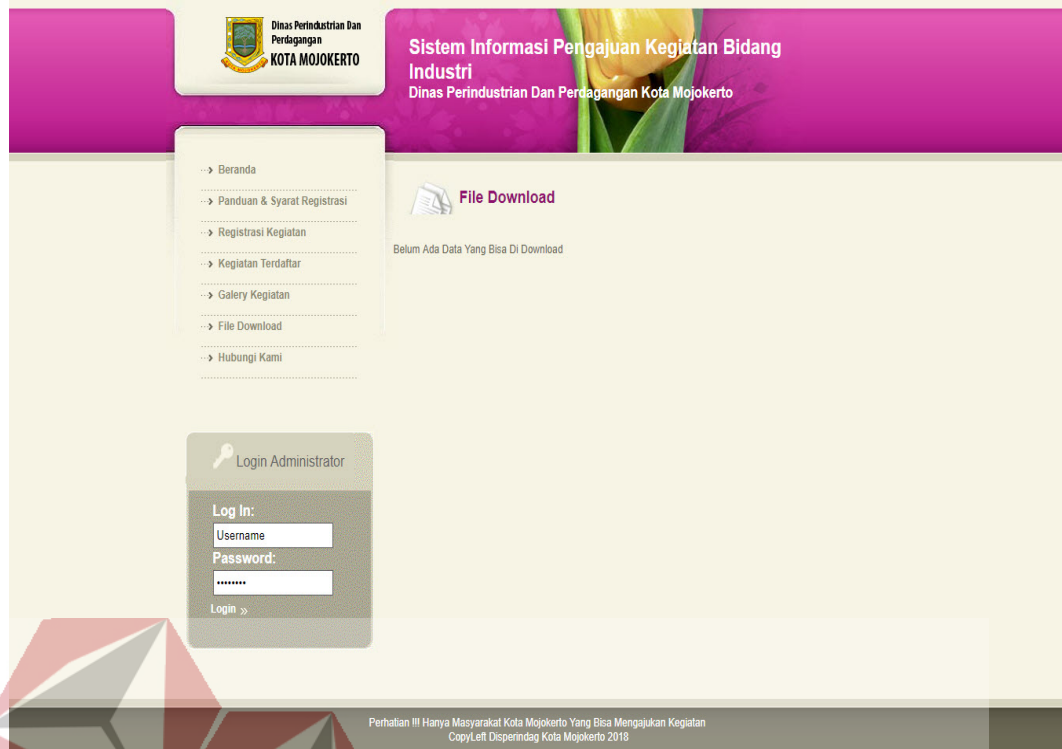 Dinas Perindustrian Dan
Perdagangan
KOTA MOJOKERTO
Sistem Informasi Pengajuan Kegiatan Bidang
Industri
Dinas Perindustrian Dan Perdagangan Kota Mojokerto
Beranda
Panduan & Syarat Registrasi
Registrasi Kegiatan
Kegiatan Terdaftar
Galery Kegiatan
File Download
Hubungi Kami
File Download
Belum Ada Data Yang Bisa Di Download
Login Administrator
Log In:
Username
Password:
••••••••
Login »
Perhatian !!! Hanya Masyarakat Kota Mojokerto Yang Bisa Mengajukan Kegiatan
CopyLeft Disperindag Kota Mojokerto 2018